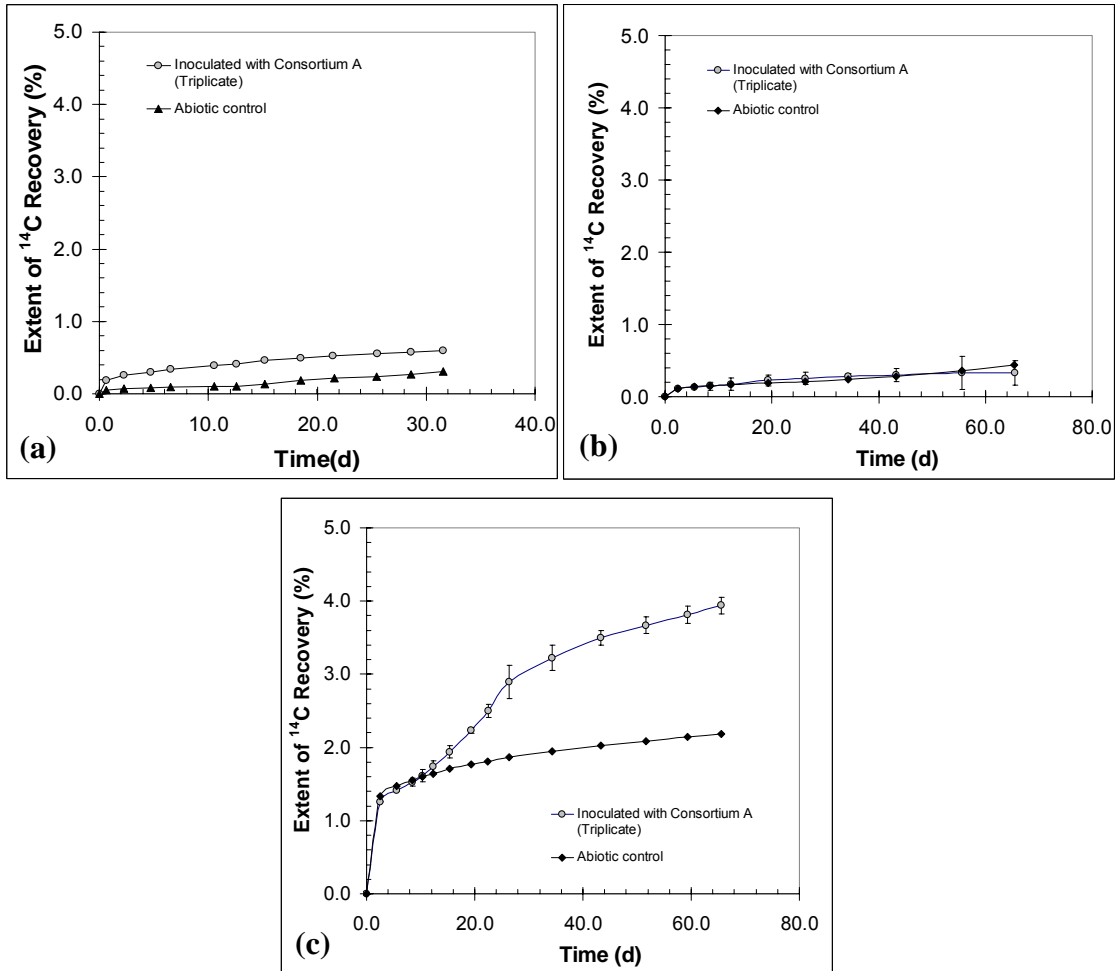 5.0
4.0
3.0
2.0
1.0
0.0
Extent of ¹⁴C Recovery (%)
Inoculated with Consortium A
(Triplicate)
Abiotic control
0.0 10.0 20.0 30.0 40.0
Time(d)
(a)
5.0
4.0
3.0
2.0
1.0
0.0
Extent of ¹⁴C Recovery (%)
Inoculated with Consortium A
(Triplicate)
Abiotic control
0.0 20.0 40.0 60.0 80.0
Time (d)
(b)
5.0
4.0
3.0
2.0
1.0
0.0
Extent of ¹⁴C Recovery (%)
Inoculated with Consortium A
(Triplicate)
Abiotic control
0.0 20.0 40.0 60.0 80.0
Time (d)
(c)